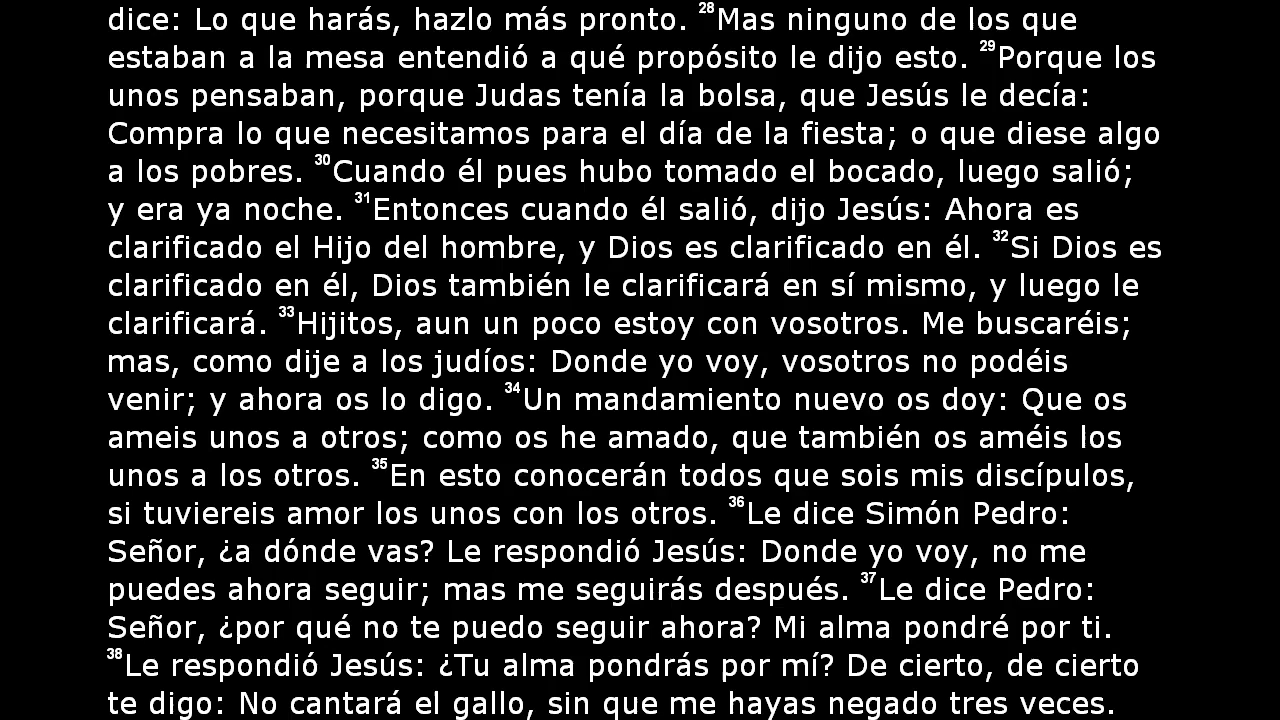 dice: Lo que harás, hazlo más pronto. 28Mas ninguno de los que
estaban a la mesa entendió a qué propósito le dijo esto. 29Porque los
unos pensaban, porque Judas tenía la bolsa, que Jesús le decía:
Compra lo que necesitamos para el día de la fiesta; o que diese algo
a los pobres. 30Cuando él pues hubo tomado el bocado, luego salió;
y era ya noche. 31Entonces cuando él salió, dijo Jesús: Ahora es
clarificado el Hijo del hombre, y Dios es clarificado en él. 32Si Dios es
clarificado en él, Dios también le clarificará en sí mismo, y luego le
clarificará. 33Hijitos, aun un poco estoy con vosotros. Me buscaréis;
mas, como dije a los judíos: Donde yo voy, vosotros no podéis
venir; y ahora os lo digo. 34Un mandamiento nuevo os doy: Que os
ameis unos a otros; como os he amado, que también os améis los
unos a los otros. 35En esto conocerán todos que sois mis discípulos,
si tuviereis amor los unos con los otros. 36Le dice Simón Pedro:
Señor, ¿a dónde vas? Le respondió Jesús: Donde yo voy, no me
puedes ahora seguir; mas me seguirás después. 37Le dice Pedro:
Señor, ¿por qué no te puedo seguir ahora? Mi alma pondré por ti.
38Le respondió Jesús: ¿Tu alma pondrás por mí? De cierto, de cierto
te digo: No cantará el gallo, sin que me hayas negado tres veces.